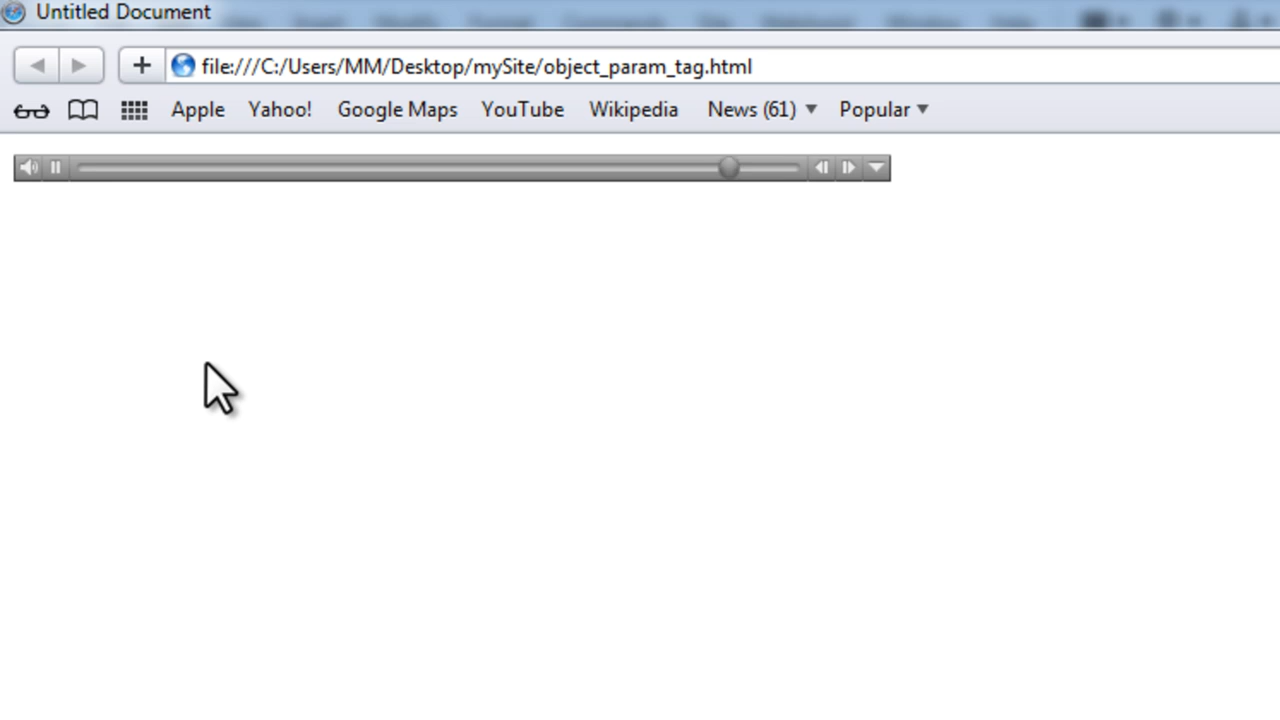 Untitled Document
file:///C:/Users/MM/Desktop/mySite/object_param_tag.html
Apple Yahoo! Google Maps YouTube Wikipedia News (61) Popular